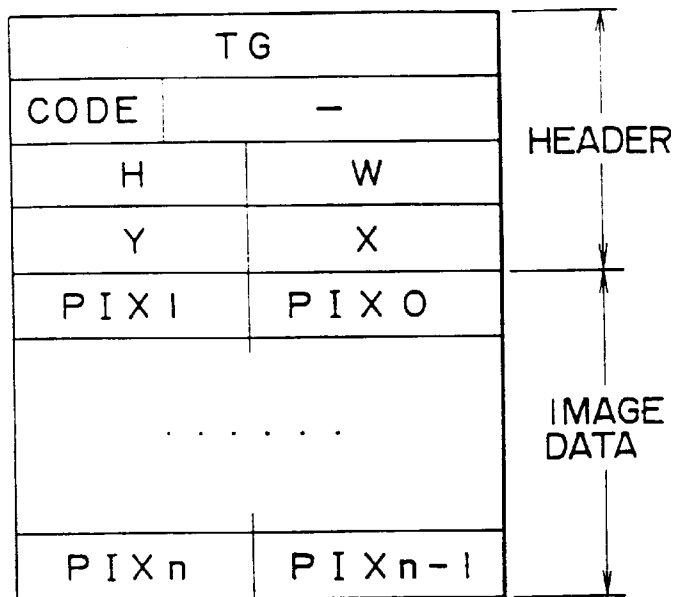 TG
CODE -
HEADER
H W
Y X
PIX1 PIX0
. . . . . .
IMAGE
DATA
PIXn PIXn-1